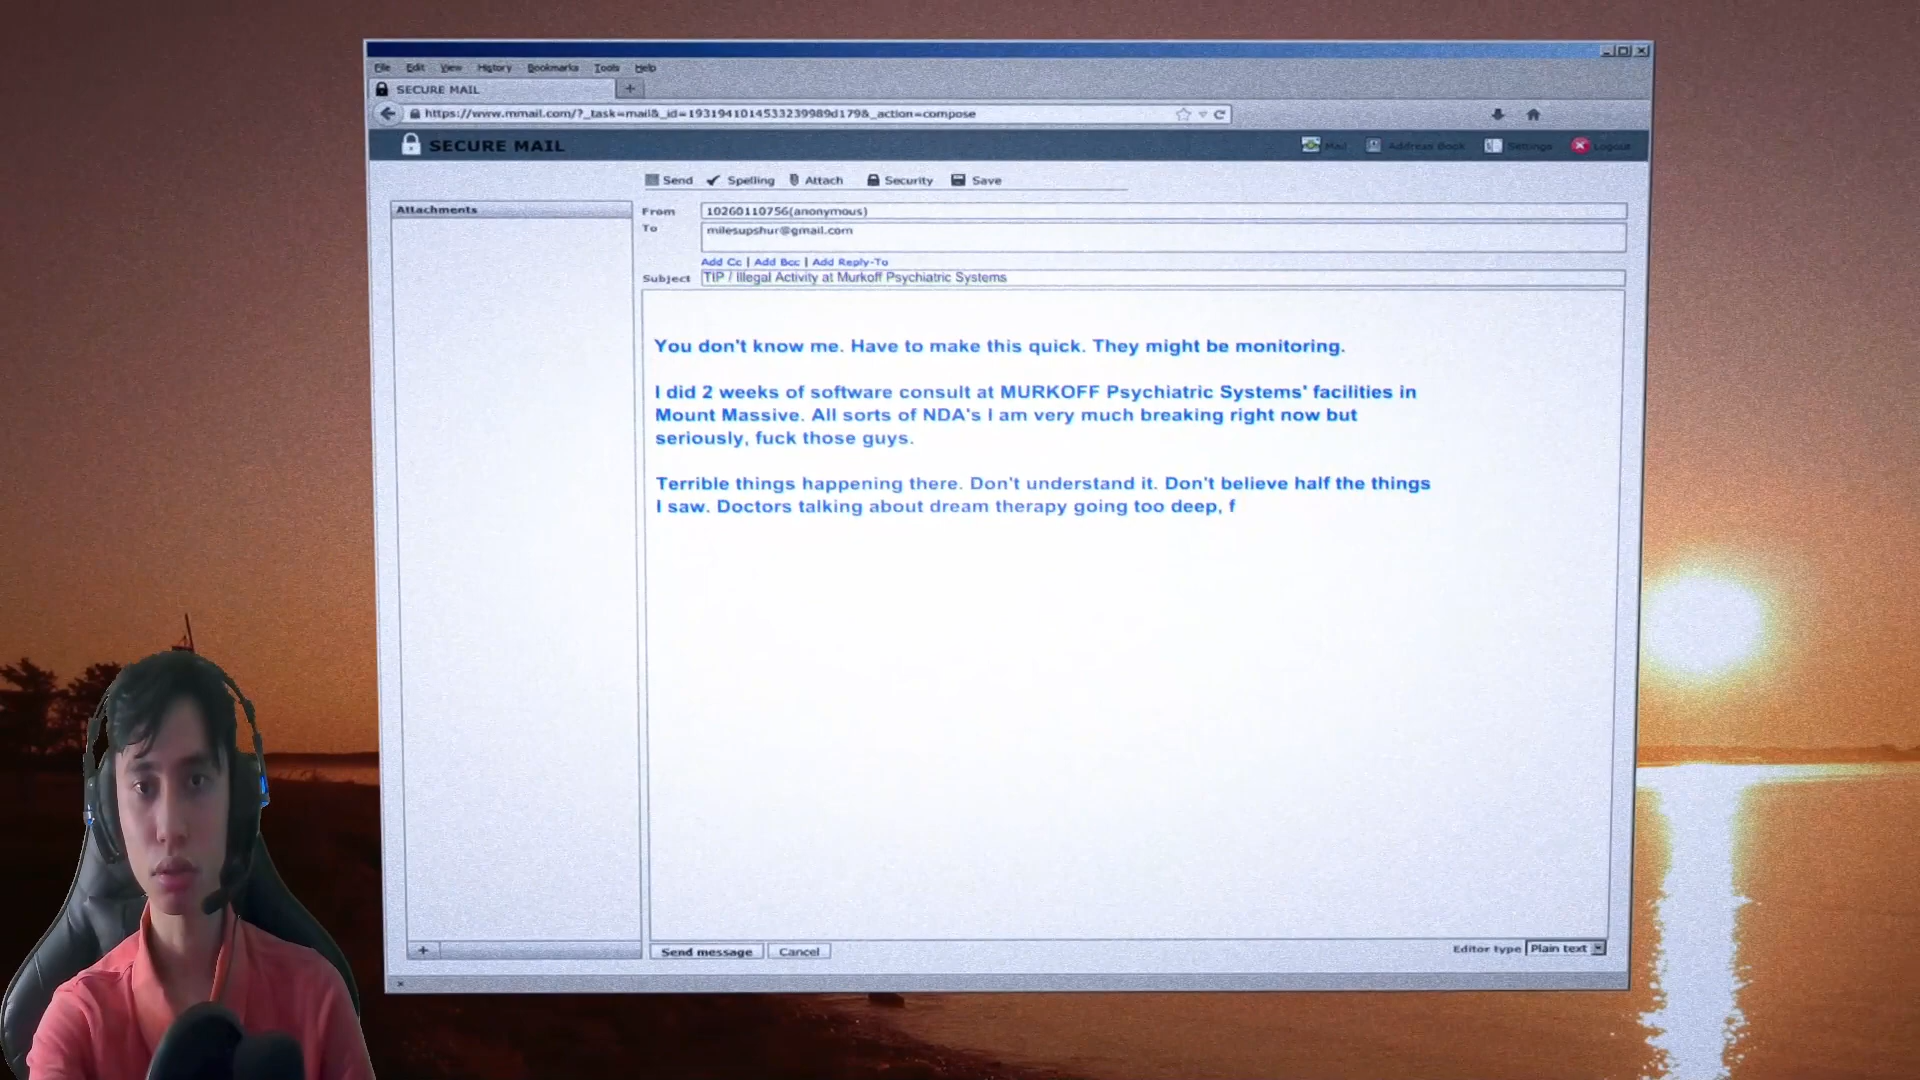 File Edit View History Bookmarks Tools Help
SECURE MAIL
+
https://www.mmail.com/?_task=mail&_id=1931941014533239989d179&_action=compose
SECURE MAIL
Mail Address Book Settings Logout
Send Spelling Attach Security Save
Attachments
From 10260110756(anonymous)
To milesupshur@gmail.com
Add Cc | Add Bcc | Add Reply-To
Subject TIP / Illegal Activity at Murkoff Psychiatric Systems
You don't know me. Have to make this quick. They might be monitoring.
I did 2 weeks of software consult at MURKOFF Psychiatric Systems' facilities in
Mount Massive. All sorts of NDA's I am very much breaking right now but
seriously, fuck those guys.
Terrible things happening there. Don't understand it. Don't believe half the things
I saw. Doctors talking about dream therapy going too deep, f
+
Send message Cancel
Editor type Plain text